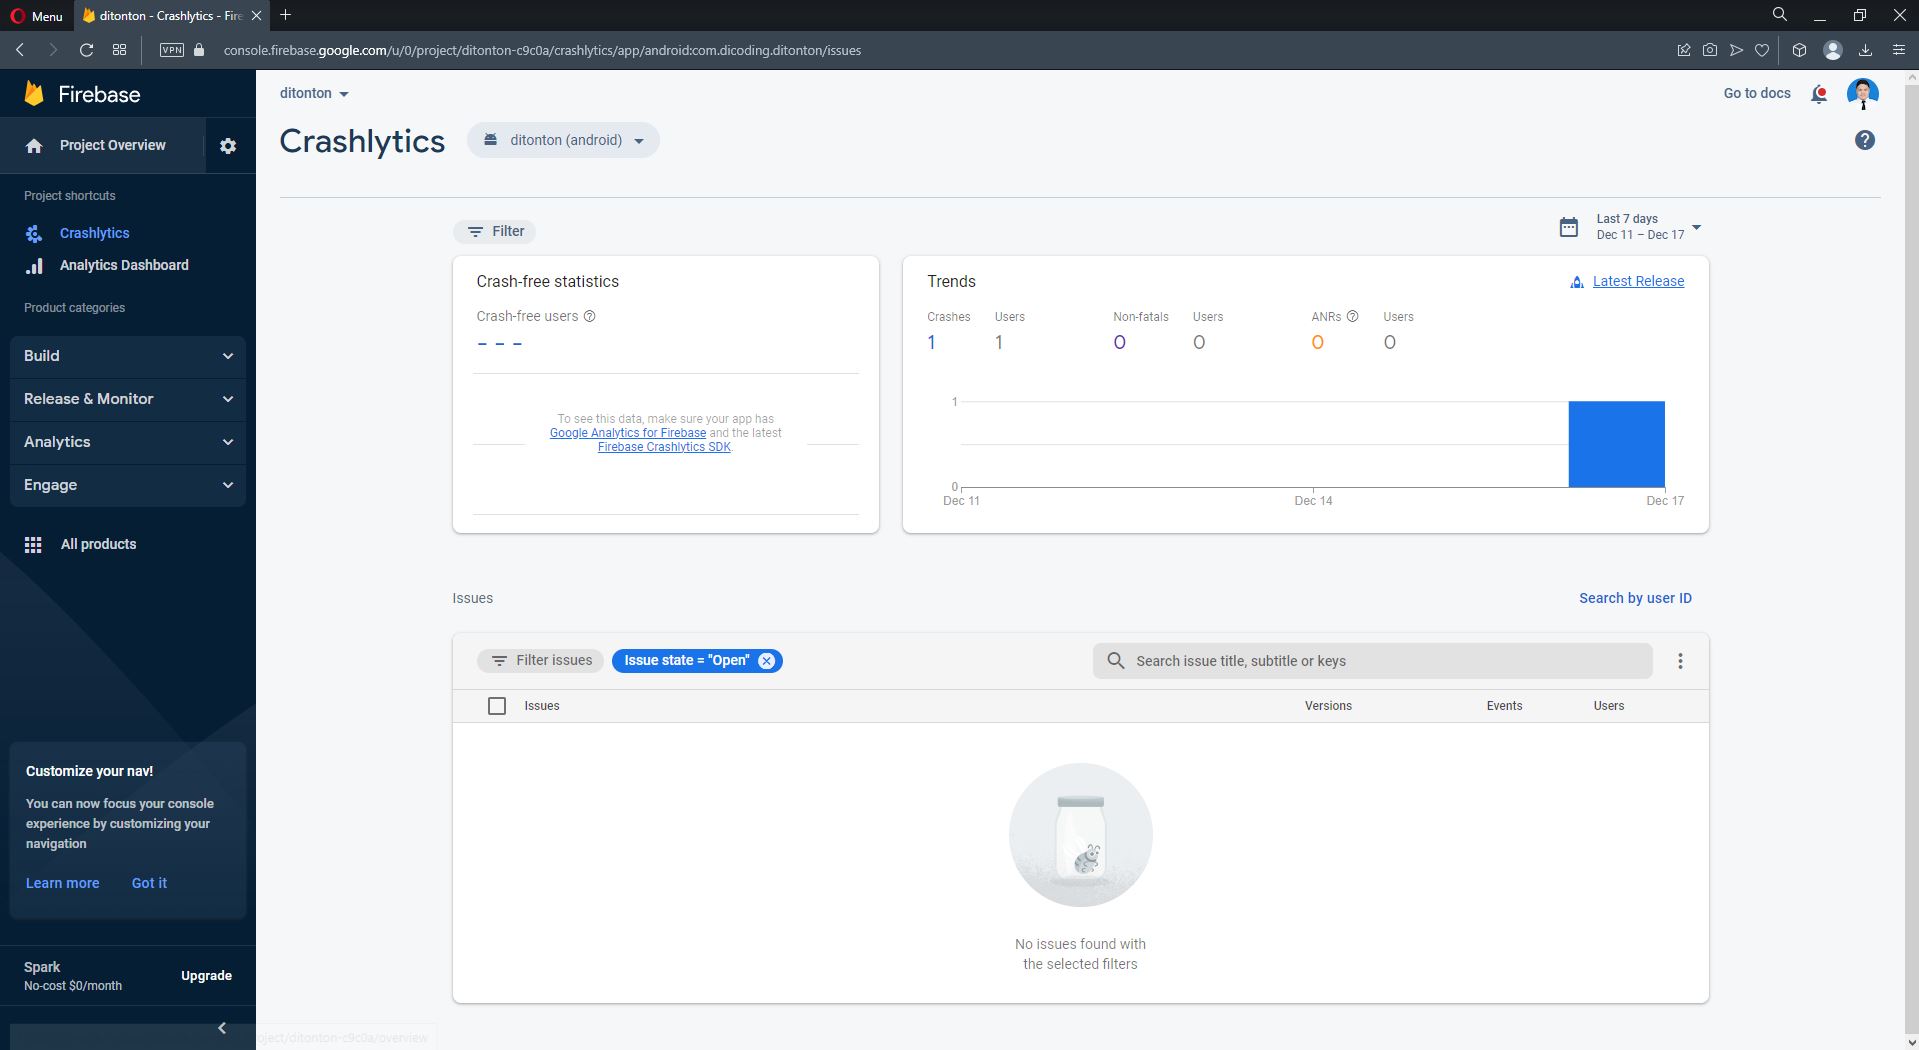 Menu
ditonton - Crashlytics - Fire
VPN
console.firebase.google.com/u/0/project/ditonton-c9c0a/crashlytics/app/android:com.dicoding.ditonton/issues
Firebase
Project Overview
Project shortcuts
Crashlytics
Analytics Dashboard
Product categories
Build
Release & Monitor
Analytics
Engage
All products
Customize your nav!
You can now focus your console
experience by customizing your
navigation
Learn more Got it
Spark
No-cost $0/month
Upgrade
oject/ditonton-c9c0a/overview
ditonton
Go to docs
Crashlytics
ditonton (android)
Filter
Last 7 days
Dec 11 – Dec 17
Crash-free statistics
Crash-free users
– – –
To see this data, make sure your app has
Google Analytics for Firebase and the latest
Firebase Crashlytics SDK.
Trends
Latest Release
Crashes Users Non-fatals Users ANRs Users
1 1 0 0 0 0
1
0
Dec 11 Dec 14 Dec 17
Issues
Search by user ID
Filter issues
Issue state = "Open"
Search issue title, subtitle or keys
Issues Versions Events Users
No issues found with
the selected filters